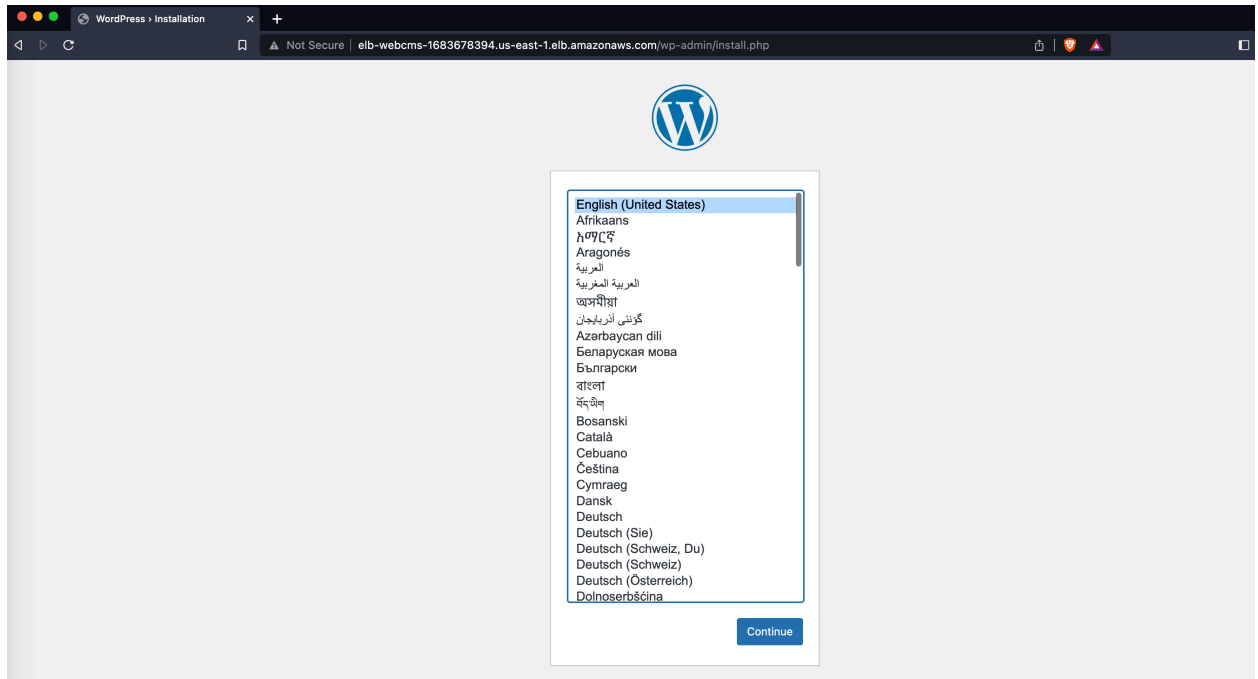 WordPress › Installation
Not Secure | elb-webcms-1683678394.us-east-1.elb.amazonaws.com/wp-admin/install.php
W
English (United States)
Afrikaans
አማርኛ
Aragonés
العربية
العربية المغربية
অসমীয়া
گؤنئی آذربایجان
Azərbaycan dili
Беларуская мова
Български
বাংলা
བོད་ཡིག
Bosanski
Català
Cebuano
Čeština
Cymraeg
Dansk
Deutsch
Deutsch (Sie)
Deutsch (Schweiz, Du)
Deutsch (Schweiz)
Deutsch (Österreich)
Dolnoserbšćina
Continue